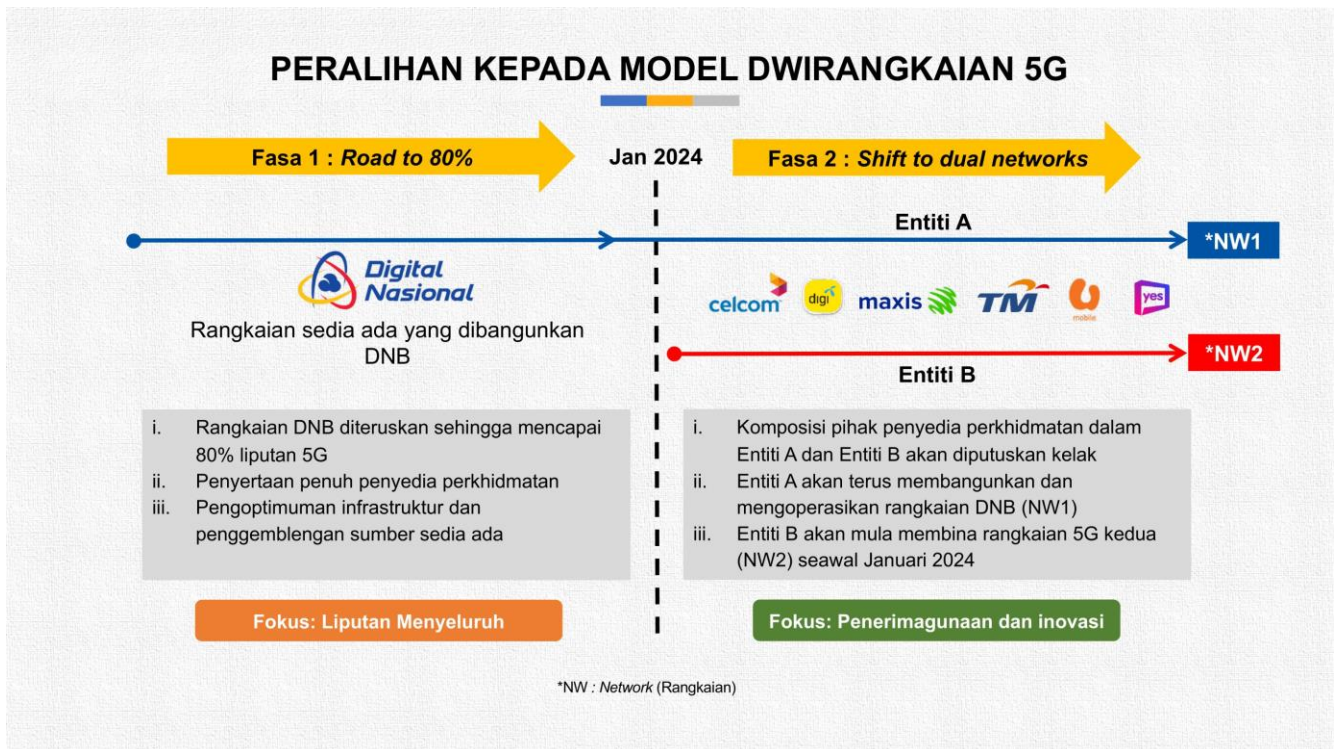 PERALIHAN KEPADA MODEL DWIRANGKAIAN 5G
Fasa 1 : Road to 80%
Jan 2024
Fasa 2 : Shift to dual networks
Entiti A
*NW1
Digital
Nasional
Rangkaian sedia ada yang dibangunkan
DNB
celcom
digi
maxis
TM
U
mobile
yes
*NW2
Entiti B
i. Rangkaian DNB diteruskan sehingga mencapai
80% liputan 5G
ii. Penyertaan penuh penyedia perkhidmatan
iii. Pengoptimuman infrastruktur dan
penggemblengan sumber sedia ada
i. Komposisi pihak penyedia perkhidmatan dalam
Entiti A dan Entiti B akan diputuskan kelak
ii. Entiti A akan terus membangunkan dan
mengoperasikan rangkaian DNB (NW1)
iii. Entiti B akan mula membina rangkaian 5G kedua
(NW2) seawal Januari 2024
Fokus: Liputan Menyeluruh
Fokus: Penerimagunaan dan inovasi
*NW : Network (Rangkaian)